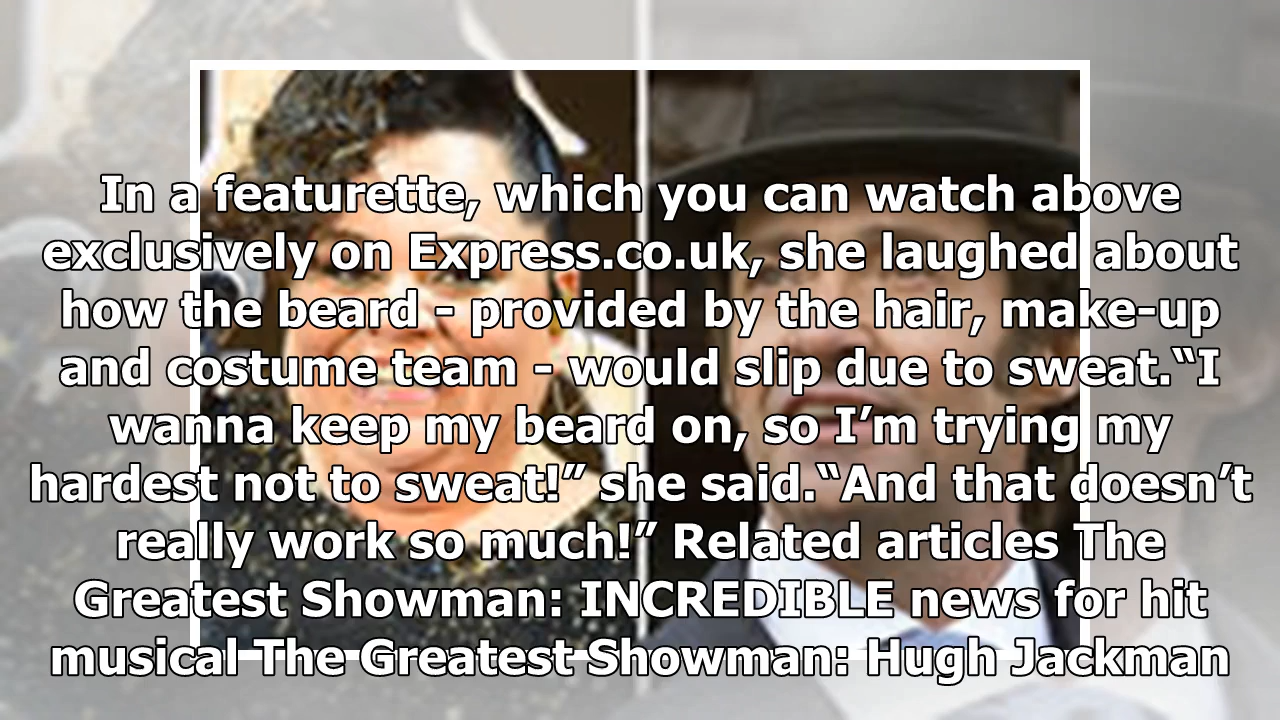 In a featurette, which you can watch above
exclusively on Express.co.uk, she laughed about
how the beard - provided by the hair, make-up
and costume team - would slip due to sweat.“I
wanna keep my beard on, so I’m trying my
hardest not to sweat!” she said.“And that doesn’t
really work so much!” Related articles The
Greatest Showman: INCREDIBLE news for hit
musical The Greatest Showman: Hugh Jackman